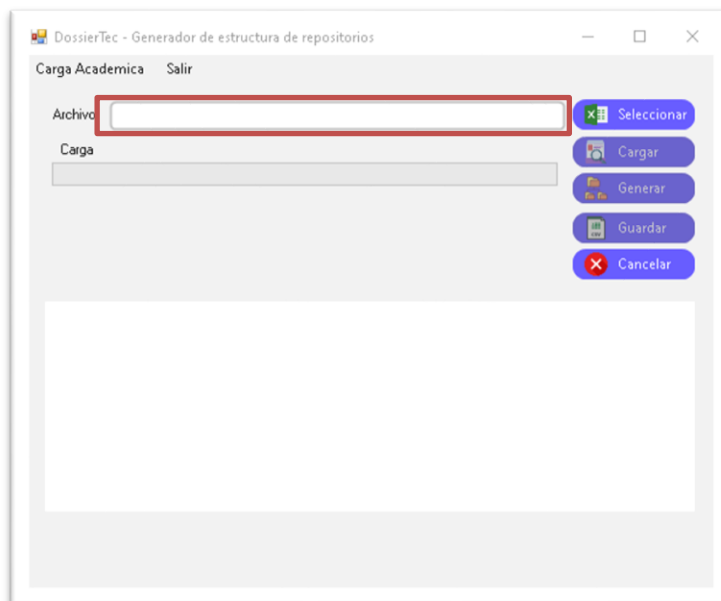 DossierTec - Generador de estructura de repositorios
Carga Academica Salir
Archivo
Seleccionar
Carga
Cargar
Generar
Guardar
Cancelar